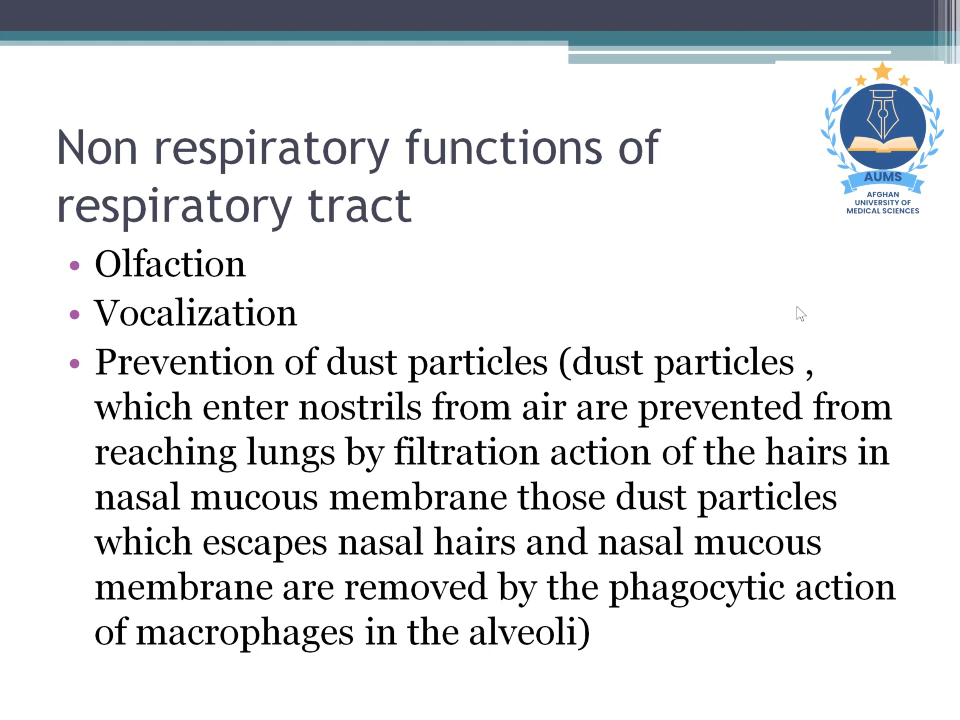 Non respiratory functions of
respiratory tract
AUMS
AFGHAN
UNIVERSITY OF
MEDICAL SCIENCES
• Olfaction
• Vocalization
• Prevention of dust particles (dust particles ,
which enter nostrils from air are prevented from
reaching lungs by filtration action of the hairs in
nasal mucous membrane those dust particles
which escapes nasal hairs and nasal mucous
membrane are removed by the phagocytic action
of macrophages in the alveoli)